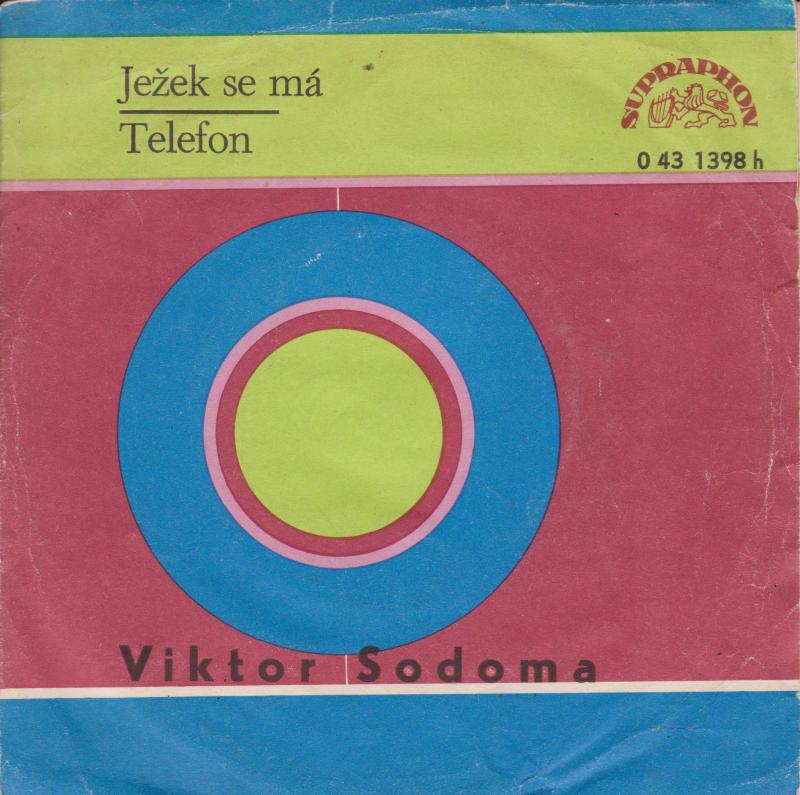 Ježek se má
Telefon
SUPRAPHON
0 43 1398 h
Viktor Sodoma